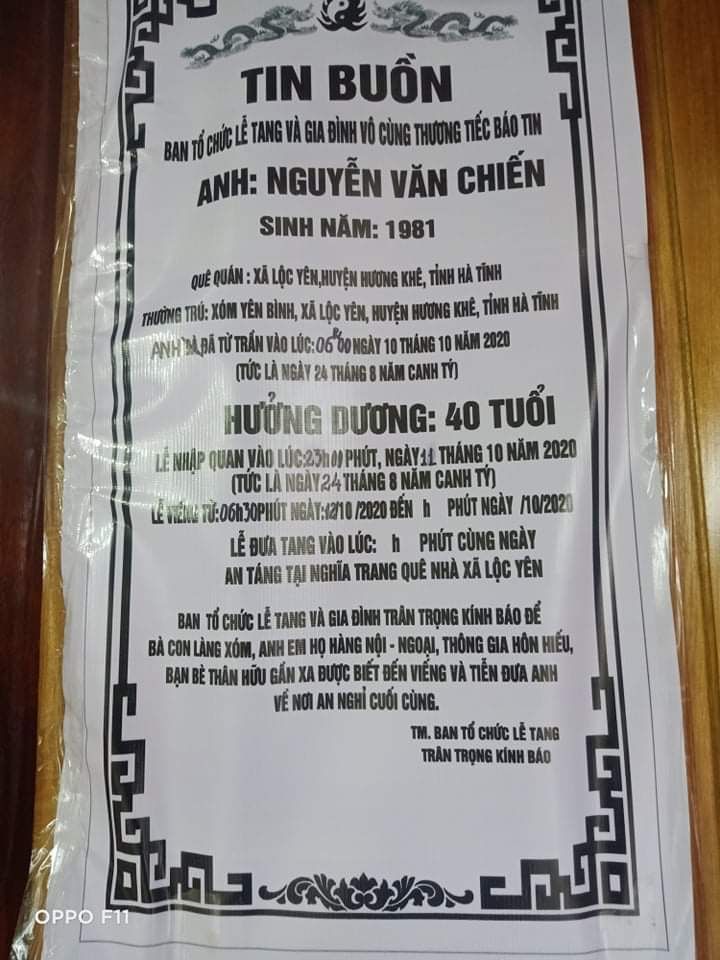 TIN BUỒN
BAN TỔ CHỨC LỄ TANG VÀ GIA ĐÌNH VÔ CÙNG THƯƠNG TIẾC BÁO TIN
ANH: NGUYỄN VĂN CHIẾN
SINH NĂM: 1981
QUÊ QUÁN : XÃ LỘC YÊN,HUYỆN HƯƠNG KHÊ, TỈNH HÀ TĨNH
THƯỜNG TRÚ: XÓM YÊN BÌNH, XÃ LỘC YÊN, HUYỆN HƯƠNG KHÊ, TỈNH HÀ TĨNH
ANH ĐÃ TỪ TRẦN VÀO LÚC:06h00 NGÀY 10 THÁNG 10 NĂM 2020
(TỨC LÀ NGÀY 24 THÁNG 8 NĂM CANH TÝ)
HƯỞNG DƯƠNG: 40 TUỔI
LỄ NHẬP QUAN VÀO LÚC:23h00 PHÚT, NGÀY 11 THÁNG 10 NĂM 2020
(TỨC LÀ NGÀY 24 THÁNG 8 NĂM CANH TÝ)
LỄ VIẾNG TỪ:06h30PHÚT NGÀY: /10 /2020 ĐẾN h PHÚT NGÀY /10/2020
LỄ ĐƯA TANG VÀO LÚC: h PHÚT CÙNG NGÀY
AN TÁNG TẠI NGHĨA TRANG QUÊ NHÀ XÃ LỘC YÊN
BAN TỔ CHỨC LỄ TANG VÀ GIA ĐÌNH TRÂN TRỌNG KÍNH BÁO ĐỂ
BÀ CON LÀNG XÓM, ANH EM HỌ HÀNG NỘI - NGOẠI, THÔNG GIA HÔN HIẾU,
BẠN BÈ THÂN HỮU GẦN XA ĐƯỢC BIẾT ĐẾN VIẾNG VÀ TIỄN ĐƯA ANH
VỀ NƠI AN NGHỈ CUỐI CÙNG.
TM. BAN TỔ CHỨC LỄ TANG
TRÂN TRỌNG KÍNH BÁO
OPPO F11